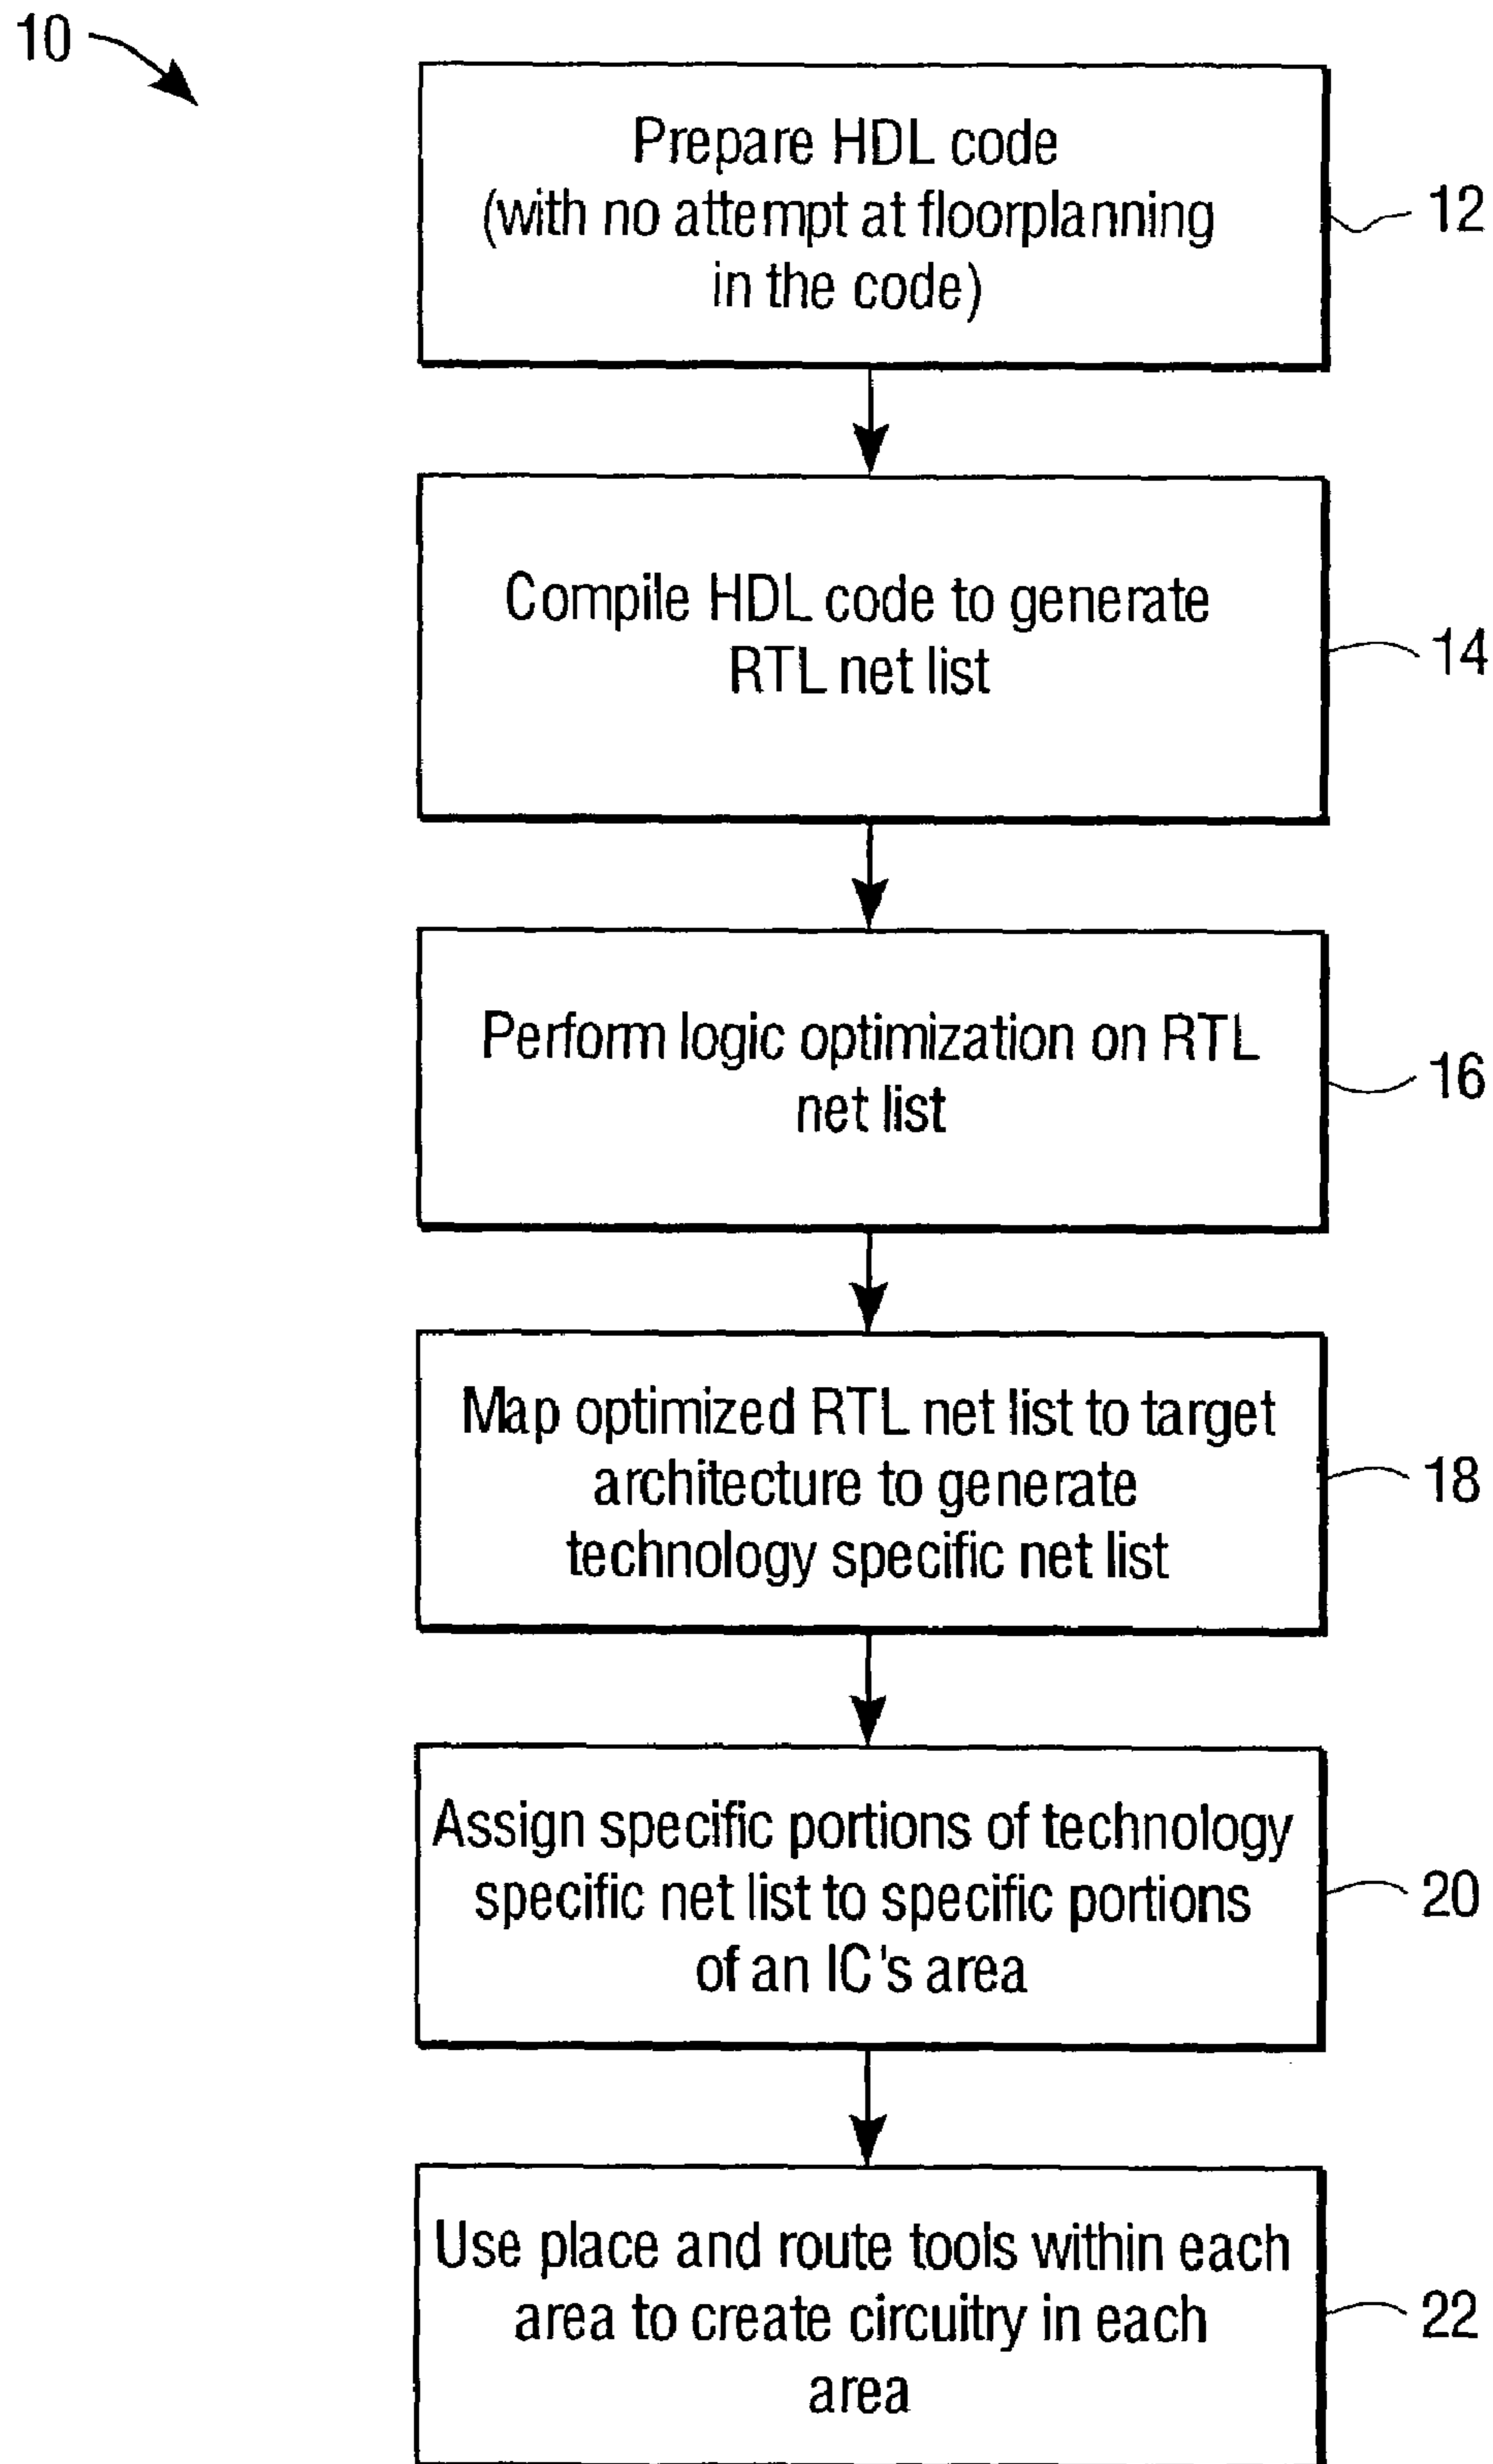 10
Prepare HDL code
(with no attempt at floorplanning
in the code)
12
Compile HDL code to generate
RTL net list
14
Perform logic optimization on RTL
net list
16
Map optimized RTL net list to target
architecture to generate
technology specific net list
18
Assign specific portions of technology
specific net list to specific portions
of an IC's area
20
Use place and route tools within each
area to create circuitry in each
area
22